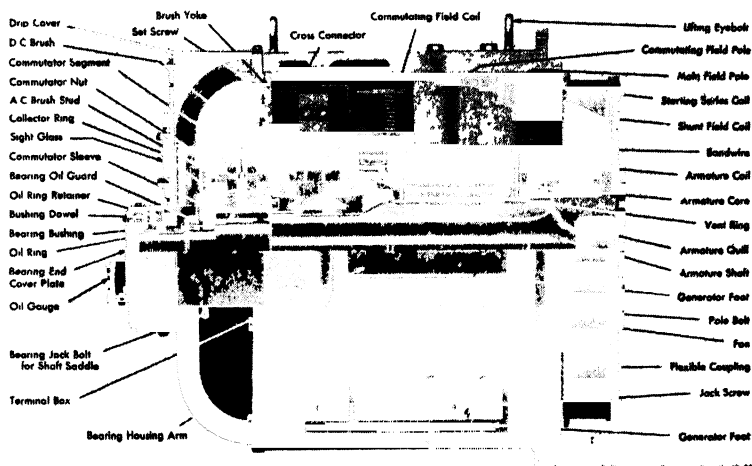 Drip Cover
D C Brush
Commutator Segment
Commutator Nut
A C Brush Stud
Collector Ring
Sight Glass
Commutator Sleeve
Bearing Oil Guard
Oil Ring Retainer
Bushing Dowel
Bearing Bushing
Oil Ring
Bearing End
Cover Plate
Oil Gauge
Bearing Jack Bolt
for Shaft Saddle
Terminal Box
Bearing Housing Arm
Brush Yoke
Set Screw
Cross Connector
Commutating Field Coil
Lifting Eyebolt
Commutating Field Pole
Main Field Pole
Starting Series Coil
Shunt Field Coil
Bandwire
Armature Coil
Armature Core
Vent Ring
Armature Quill
Armature Shaft
Generator Foot
Pole Bolt
Fan
Flexible Coupling
Jack Screw
Generator Foot